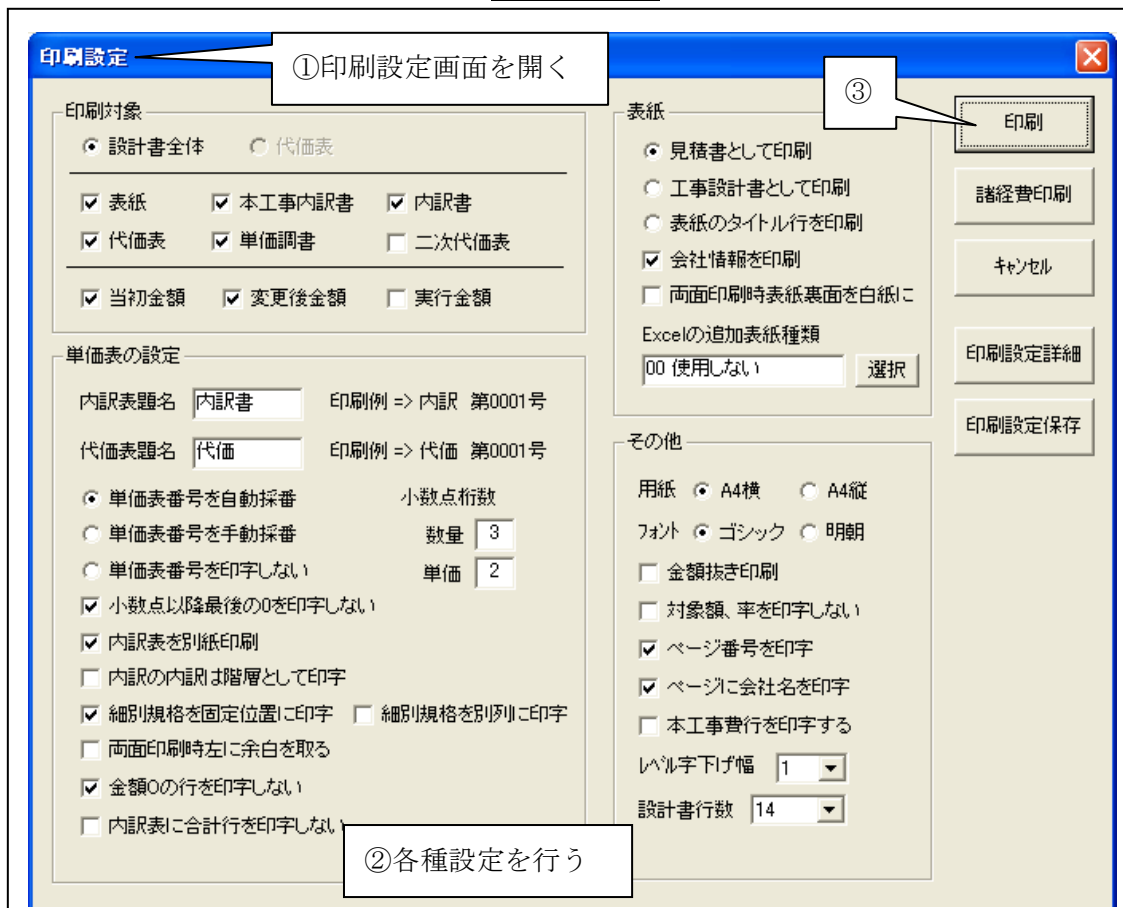 印刷設定
①印刷設定画面を開く
印刷対象
設計書全体 代価表
表紙 本工事内訳書 内訳書
代価表 単価調書 二次代価表
当初金額 変更後金額 実行金額
単価表の設定
内訳表題名 内訳書 印刷例 => 内訳 第0001号
代価表題名 代価 印刷例 => 代価 第0001号
単価表番号を自動採番 小数点桁数
単価表番号を手動採番 数量 3
単価表番号を印字しない 単価 2
小数点以降最後の0を印字しない
内訳表を別紙印刷
内訳の内訳は階層として印字
細別規格を固定位置に印字 細別規格を別列に印字
両面印刷時左に余白を取る
金額0の行を印字しない
内訳表に合計行を印字しない
②各種設定を行う
表紙
見積書として印刷
工事設計書として印刷
表紙のタイトル行を印刷
会社情報を印刷
両面印刷時表紙裏面を白紙に
Excelの追加表紙種類
00 使用しない 選択
その他
用紙 A4横 A4縦
フォント ゴシック 明朝
金額抜き印刷
対象額、率を印字しない
ページ番号を印字
ページに会社名を印字
本工事費行を印字する
レベル字下げ幅 1
設計書行数 14
③
印刷
諸経費印刷
キャンセル
印刷設定詳細
印刷設定保存